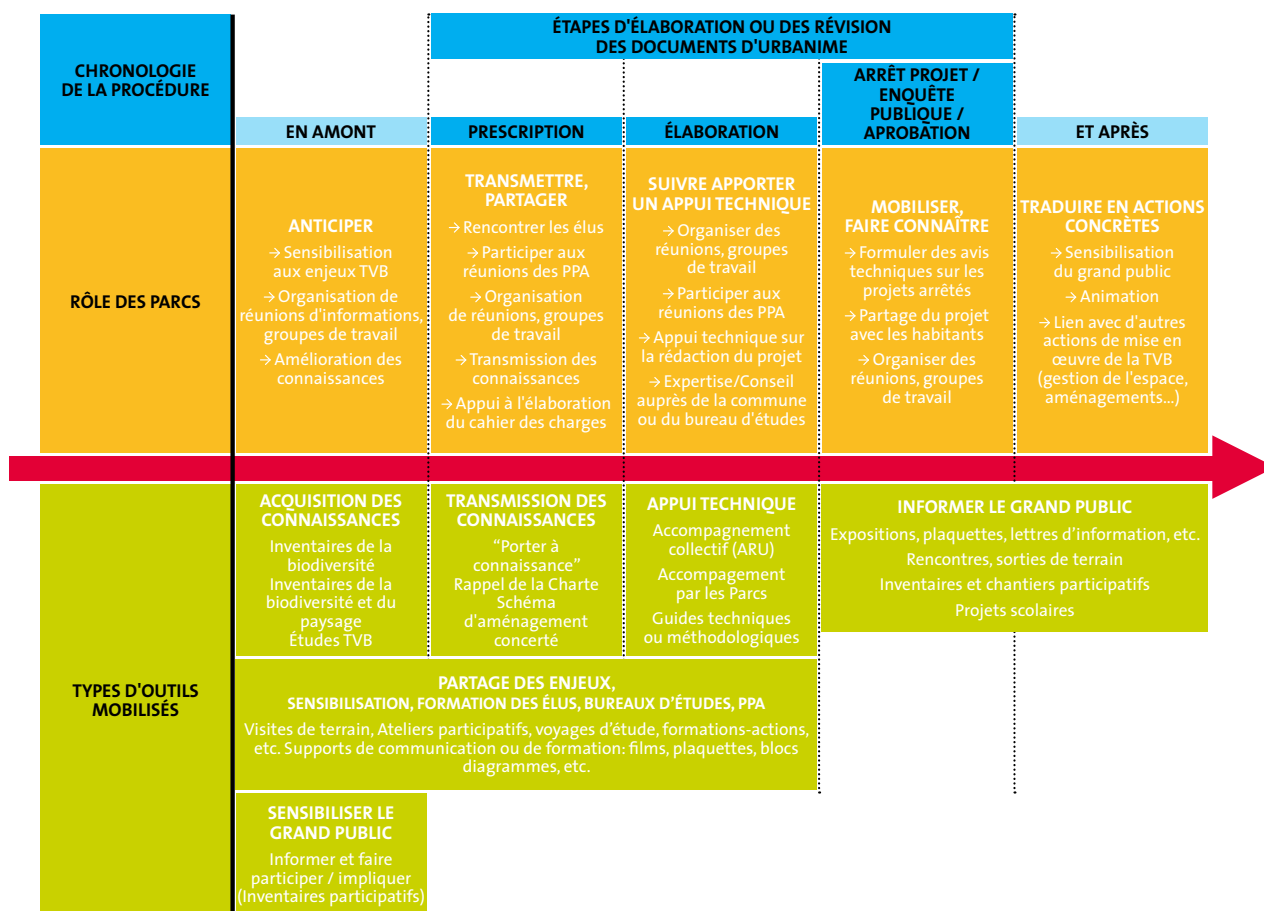 ÉTAPES D'ÉLABORATION OU DES RÉVISION
DES DOCUMENTS D'URBANIME
CHRONOLOGIE
DE LA PROCÉDURE
EN AMONT
PRESCRIPTION
ÉLABORATION
ARRÊT PROJET /
ENQUÊTE
PUBLIQUE /
APROBATION
ET APRÈS
RÔLE DES PARCS
ANTICIPER
→ Sensibilisation
aux enjeux TVB
→ Organisation de
réunions d'informations,
groupes de travail
→ Amélioration des
connaissances
TRANSMETTRE,
PARTAGER
→ Rencontrer les élus
→ Participer aux
réunions des PPA
→ Organisation
de réunions, groupes
de travail
→ Transmission des
connaissances
→ Appui à l'élaboration
du cahier des charges
SUIVRE APPORTER
UN APPUI TECHNIQUE
→ Organiser des
réunions, groupes
de travail
→ Participer aux
réunions des PPA
→ Appui technique sur
la rédaction du projet
→ Expertise/Conseil
auprès de la commune
ou du bureau d'études
MOBILISER,
FAIRE CONNAÎTRE
→ Formuler des avis
techniques sur les
projets arrêtés
→ Partage du projet
avec les habitants
→ Organiser des
réunions, groupes
de travail
TRADUIRE EN ACTIONS
CONCRÈTES
→ Sensibilisation
du grand public
→ Animation
→ Lien avec d'autres
actions de mise en
œuvre de la TVB
(gestion de l'espace,
aménagements...)
TYPES D'OUTILS
MOBILISÉS
ACQUISITION DES
CONNAISSANCES
Inventaires de la
biodiversité
Inventaires de la
biodiversité et du
paysage
Études TVB
TRANSMISSION DES
CONNAISSANCES
“Porter à
connaissance”
Rappel de la Charte
Schéma
d'aménagement
concerté
APPUI TECHNIQUE
Accompagnement
collectif (ARU)
Accompagement
par les Parcs
Guides techniques
ou méthodologiques
INFORMER LE GRAND PUBLIC
Expositions, plaquettes, lettres d’information, etc.
Rencontres, sorties de terrain
Inventaires et chantiers participatifs
Projets scolaires
PARTAGE DES ENJEUX,
SENSIBILISATION, FORMATION DES ÉLUS, BUREAUX D’ÉTUDES, PPA
Visites de terrain, Ateliers participatifs, voyages d’étude, formations-actions,
etc. Supports de communication ou de formation: films, plaquettes, blocs
diagrammes, etc.
SENSIBILISER LE
GRAND PUBLIC
Informer et faire
participer / impliquer
(Inventaires participatifs)